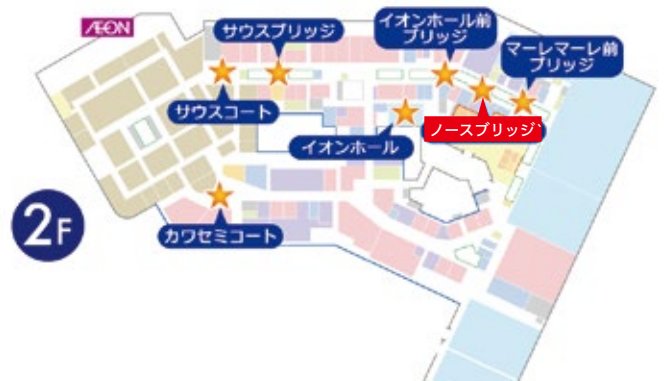 ÆON
サウスブリッジ
イオンホール前
ブリッジ
マーレマーレ前
ブリッジ
サウスコート
イオンホール
ノースブリッジ
カワセミコート
2F